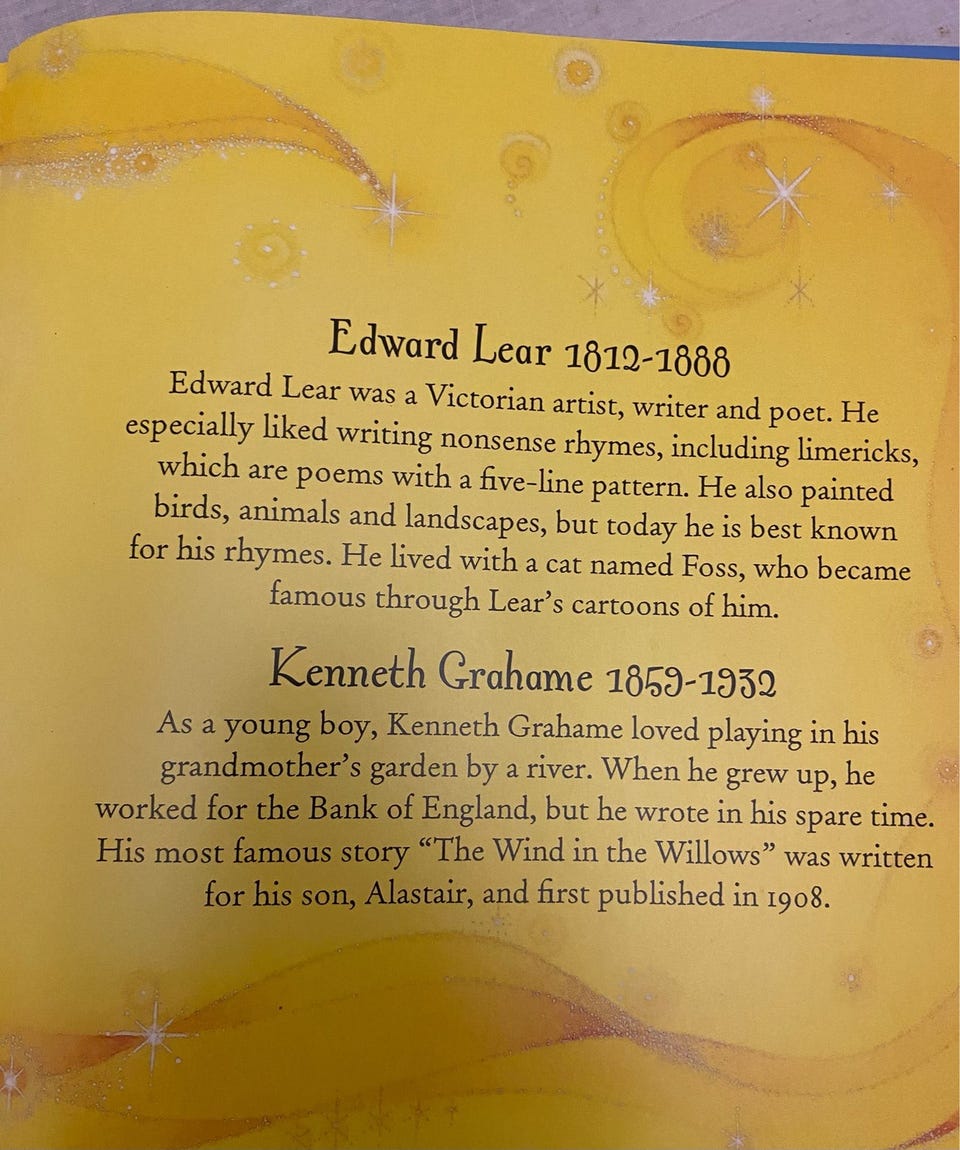 Edward Lear 1812-1888
Edward Lear was a Victorian artist, writer and poet. He
especially liked writing nonsense rhymes, including limericks,
which are poems with a five-line pattern. He also painted
birds, animals and landscapes, but today he is best known
for his rhymes. He lived with a cat named Foss, who became
famous through Lear’s cartoons of him.
Kenneth Grahame 1859-1932
As a young boy, Kenneth Grahame loved playing in his
grandmother’s garden by a river. When he grew up, he
worked for the Bank of England, but he wrote in his spare time.
His most famous story “The Wind in the Willows” was written
for his son, Alastair, and first published in 1908.